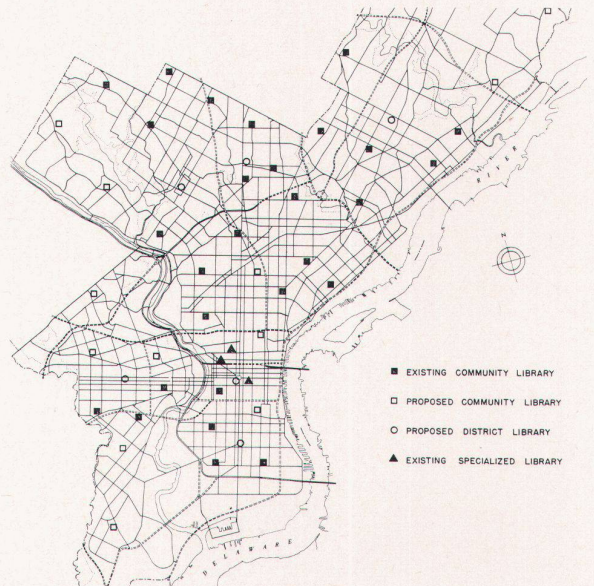 RIVER
N
EXISTING COMMUNITY LIBRARY
PROPOSED COMMUNITY LIBRARY
PROPOSED DISTRICT LIBRARY
EXISTING SPECIALIZED LIBRARY
DELAWARE